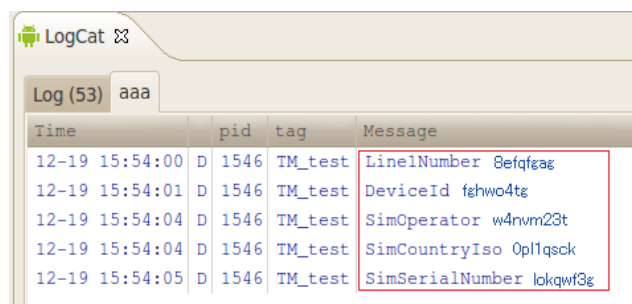 LogCat
Log (53) aaa
Time pid tag Message
12-19 15:54:00 D 1546 TM_test Line1Number 8efqfgag
12-19 15:54:01 D 1546 TM_test DeviceId fghwo4tg
12-19 15:54:04 D 1546 TM_test SimOperator w4nvm23t
12-19 15:54:04 D 1546 TM_test SimCountryIso 0pl1qsck
12-19 15:54:05 D 1546 TM_test SimSerialNumber lokqwf3g